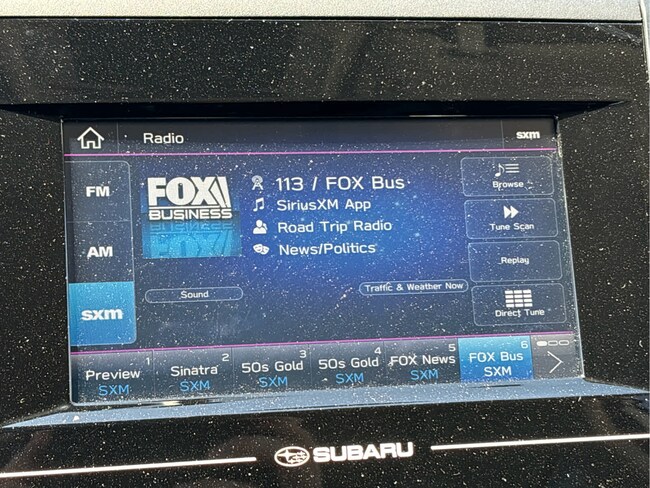 Radio
sxm
FM
AM
sxm
FOX
BUSINESS
113 / FOX Bus
SiriusXM App
Road Trip Radio
News/Politics
Browse
Tune Scan
Replay
Direct Tune
Sound
Traffic & Weather Now
Preview 1
SXM
Sinatra 2
SXM
50s Gold 3
SXM
50s Gold 4
SXM
FOX News 5
SXM
FOX Bus 6
SXM
SUBARU